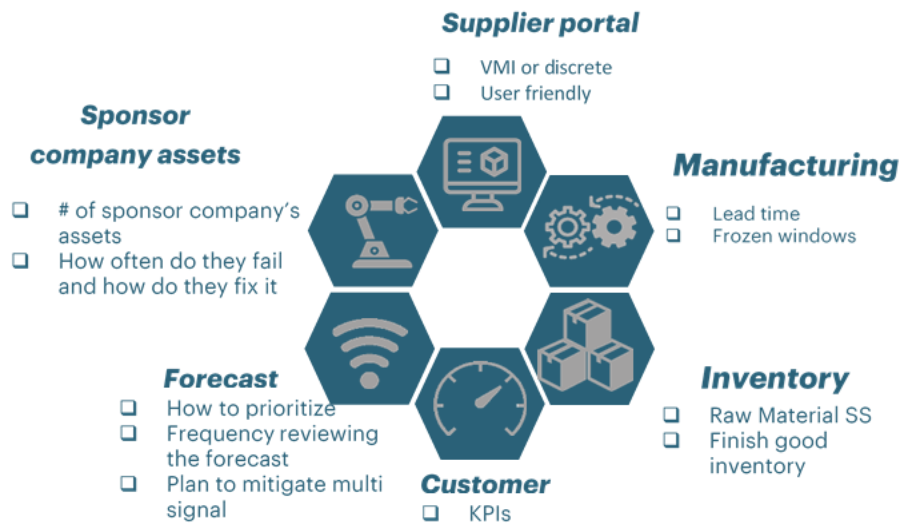 Supplier portal
❑ VMI or discrete
❑ User friendly
Sponsor
company assets
❑ # of sponsor company's
assets
❑ How often do they fail
and how do they fix it
Manufacturing
❑ Lead time
❑ Frozen windows
Forecast
❑ How to prioritize
❑ Frequency reviewing
the forecast
❑ Plan to mitigate multi
signal
Customer
❑ KPIs
Inventory
❑ Raw Material SS
❑ Finish good
inventory